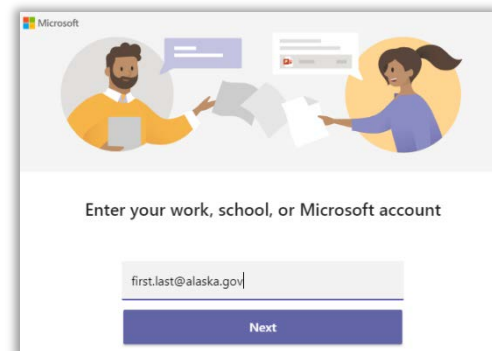 Microsoft
Enter your work, school, or Microsoft account
first.last@alaska.gov
Next